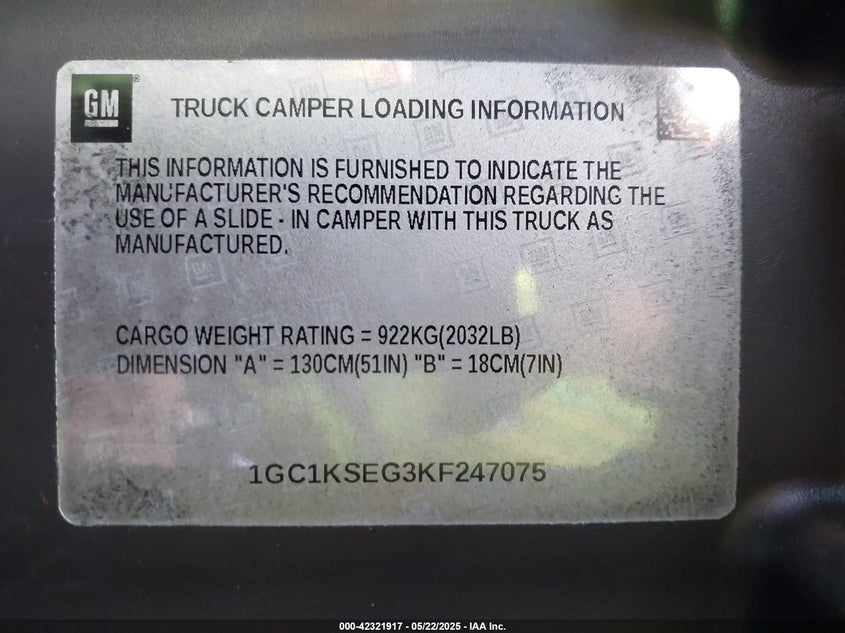 GM
TRUCK CAMPER LOADING INFORMATION
THIS INFORMATION IS FURNISHED TO INDICATE THE
MANUFACTURER'S RECOMMENDATION REGARDING THE
USE OF A SLIDE - IN CAMPER WITH THIS TRUCK AS
MANUFACTURED.
CARGO WEIGHT RATING = 922KG(2032LB)
DIMENSION "A" = 130CM(51IN) "B" = 18CM(7IN)
1GC1KSEG3KF247075
000-42321917 - 05/22/2025 - IAA Inc.